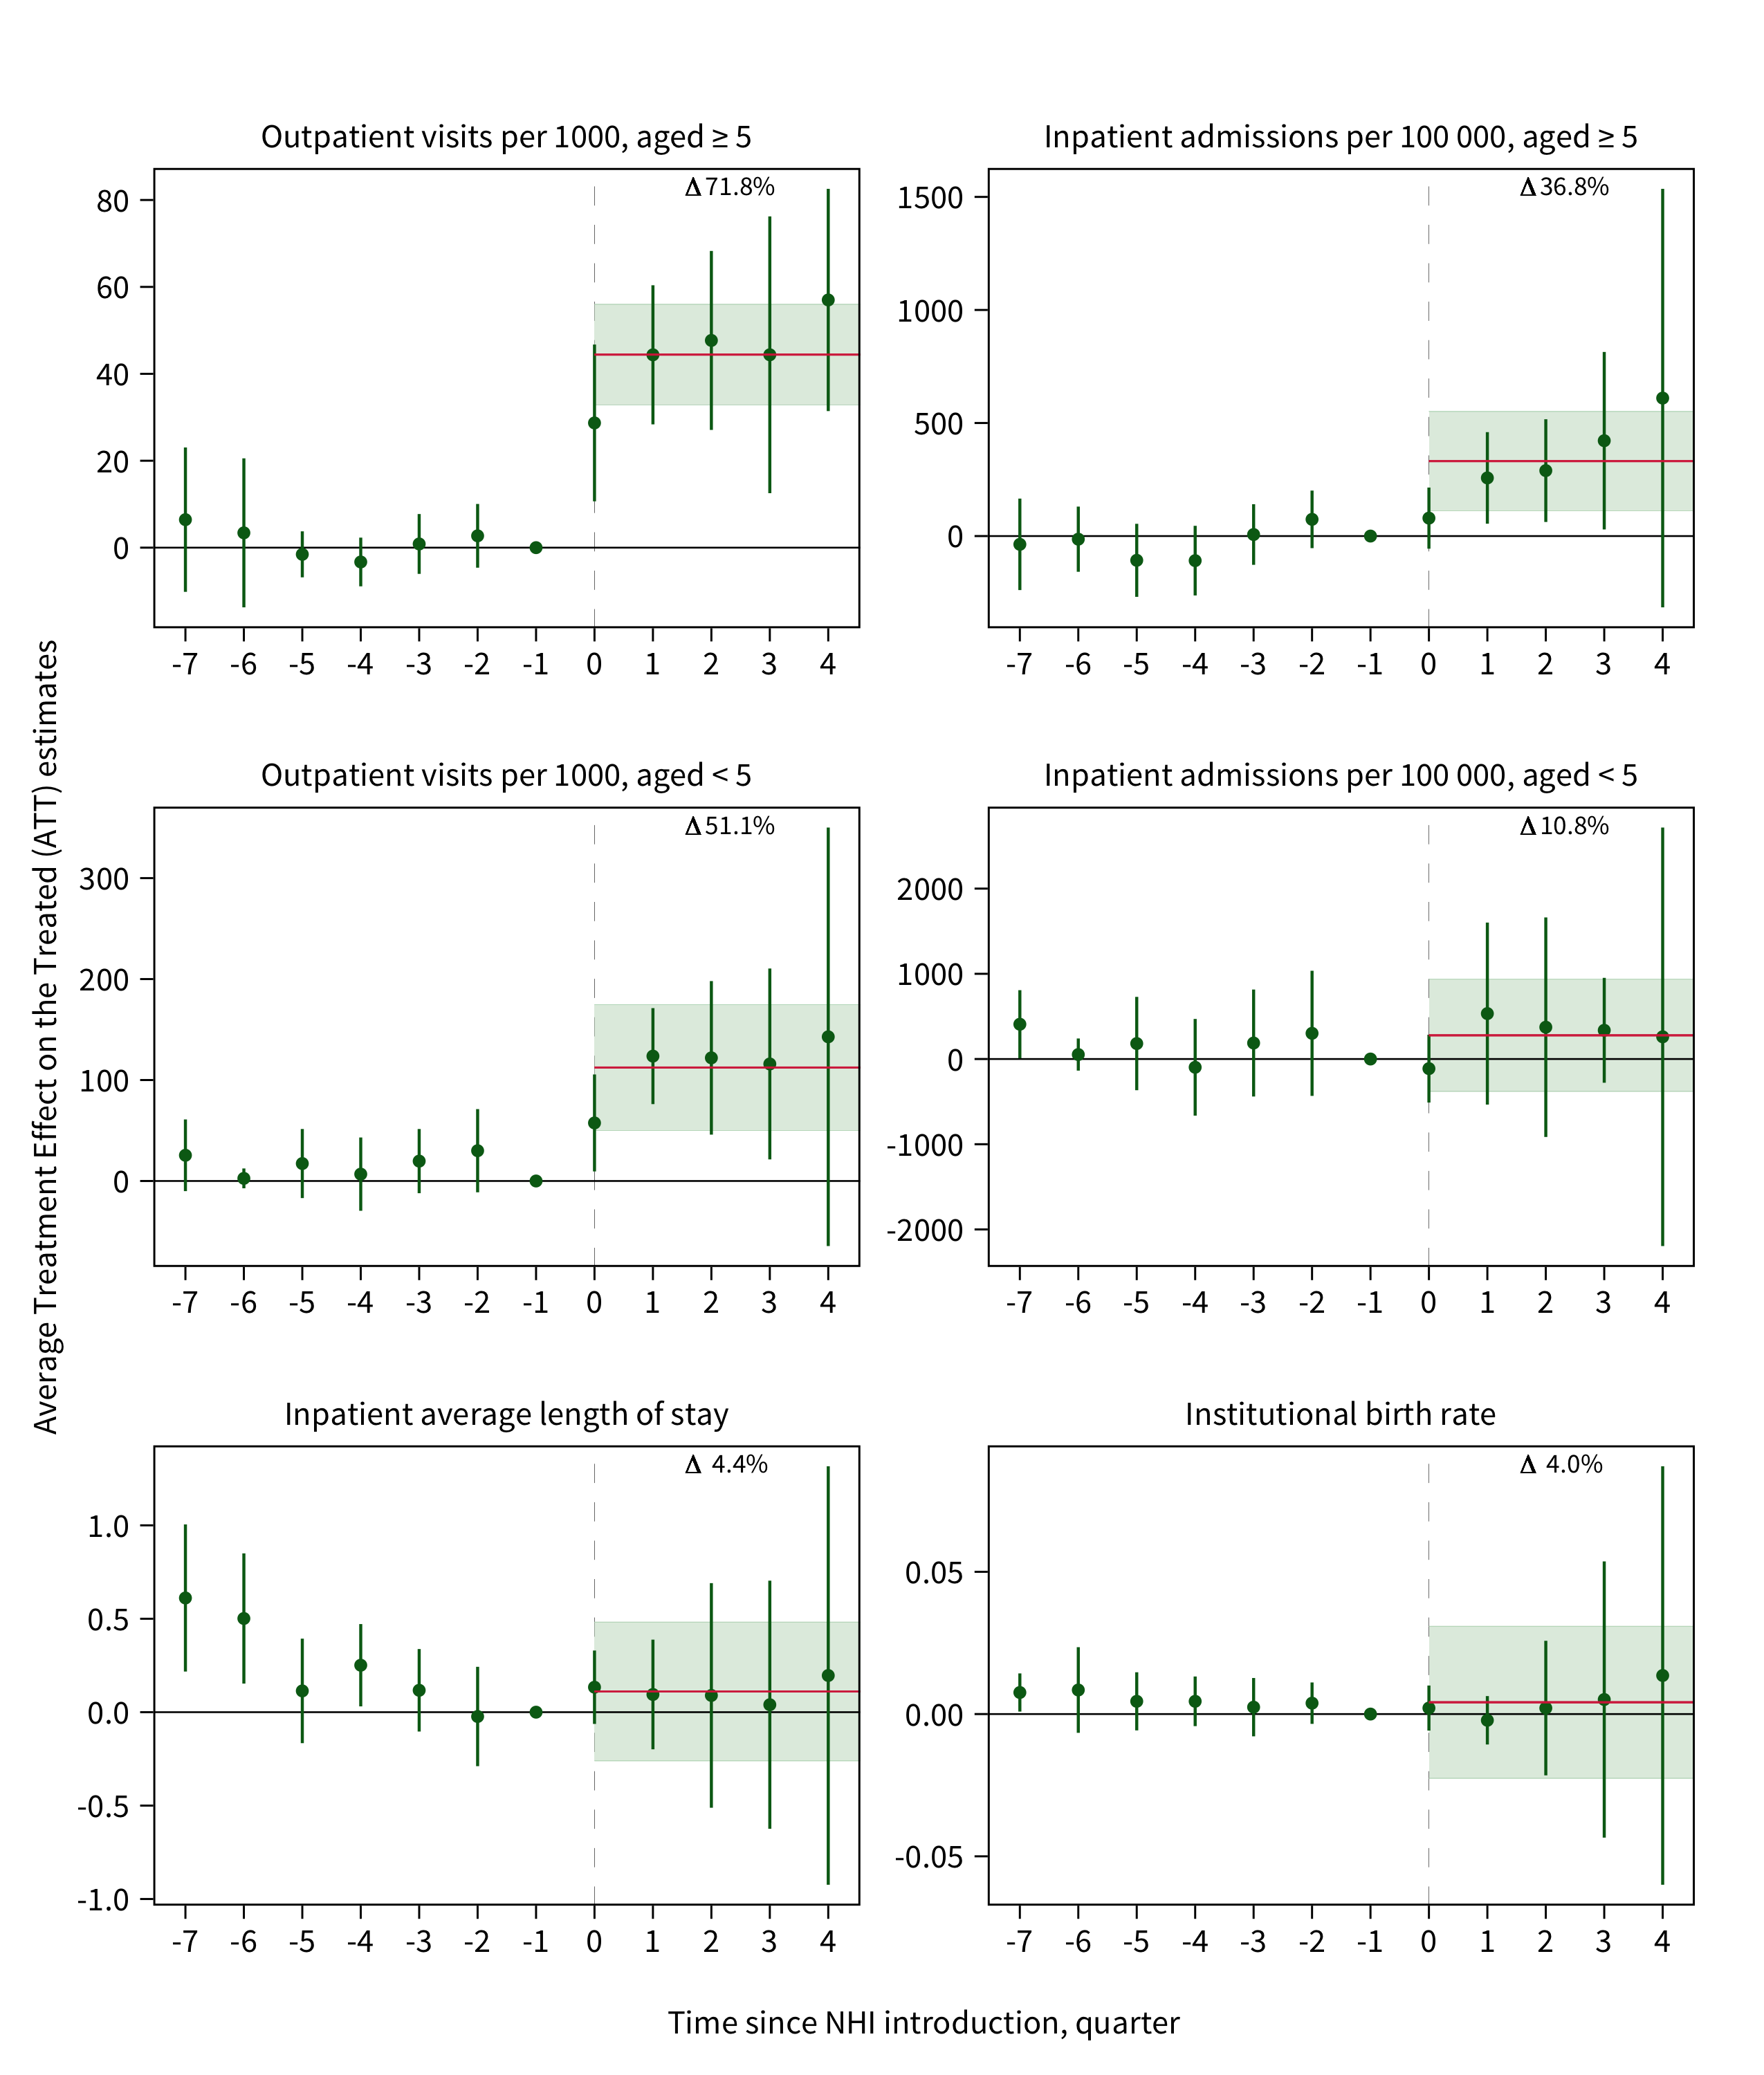 Average Treatment Effect on the Treated (ATT) estimates
Outpatient visits per 1000, aged ≥ 5
Δ 71.8%
80
60
40
20
0
-7 -6 -5 -4 -3 -2 -1 0 1 2 3 4
Inpatient admissions per 100 000, aged ≥ 5
Δ 36.8%
1500
1000
500
0
-7 -6 -5 -4 -3 -2 -1 0 1 2 3 4
Outpatient visits per 1000, aged < 5
Δ 51.1%
300
200
100
0
-7 -6 -5 -4 -3 -2 -1 0 1 2 3 4
Inpatient admissions per 100 000, aged < 5
Δ 10.8%
2000
1000
0
-1000
-2000
-7 -6 -5 -4 -3 -2 -1 0 1 2 3 4
Inpatient average length of stay
Δ 4.4%
1.0
0.5
0.0
-0.5
-1.0
-7 -6 -5 -4 -3 -2 -1 0 1 2 3 4
Institutional birth rate
Δ 4.0%
0.05
0.00
-0.05
-7 -6 -5 -4 -3 -2 -1 0 1 2 3 4
Time since NHI introduction, quarter